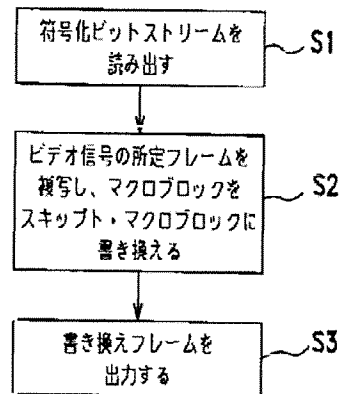 符号化ビットストリームを
読み出す
S1
ビデオ信号の所定フレームを
複写し、マクロブロックを
スキップト・マクロブロックに
書き換える
S2
書き換えフレームを
出力する
S3